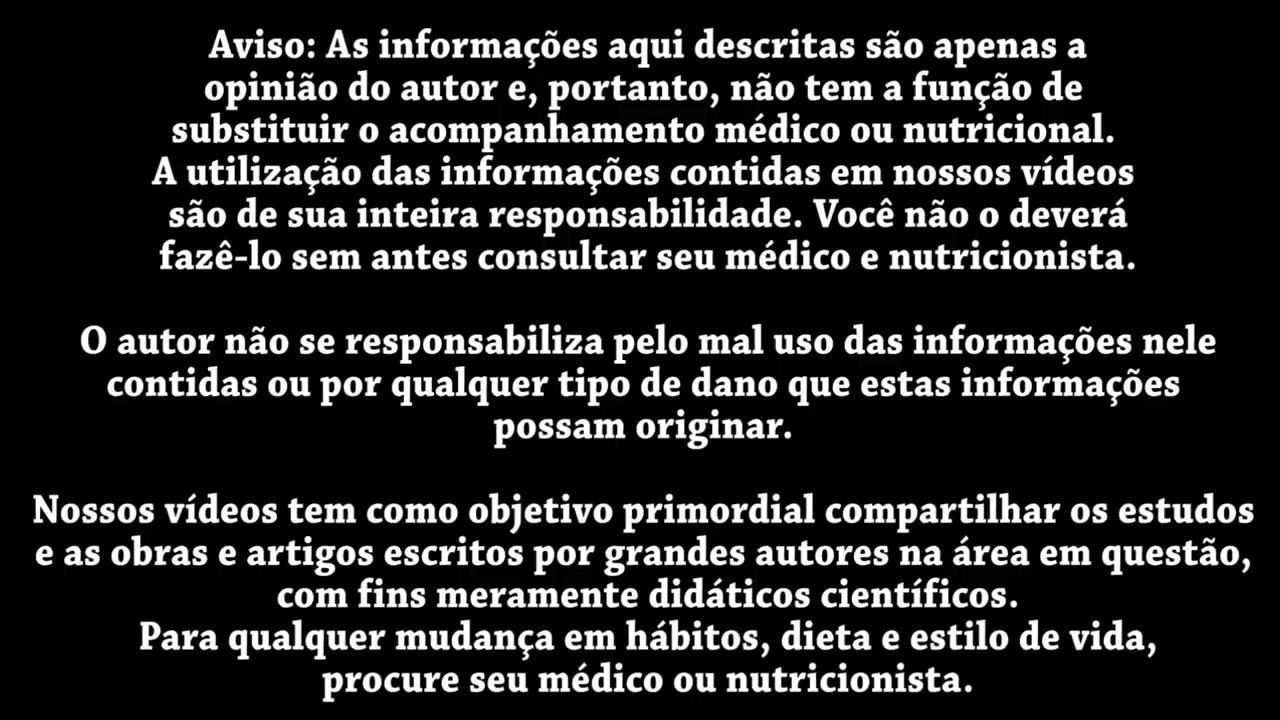 Aviso: As informações aqui descritas são apenas a
opinião do autor e, portanto, não tem a função de
substituir o acompanhamento médico ou nutricional.
A utilização das informações contidas em nossos vídeos
são de sua inteira responsabilidade. Você não o deverá
fazê-lo sem antes consultar seu médico e nutricionista.
O autor não se responsabiliza pelo mal uso das informações nele
contidas ou por qualquer tipo de dano que estas informações
possam originar.
Nossos vídeos tem como objetivo primordial compartilhar os estudos
e as obras e artigos escritos por grandes autores na área em questão,
com fins meramente didáticos científicos.
Para qualquer mudança em hábitos, dieta e estilo de vida,
procure seu médico ou nutricionista.